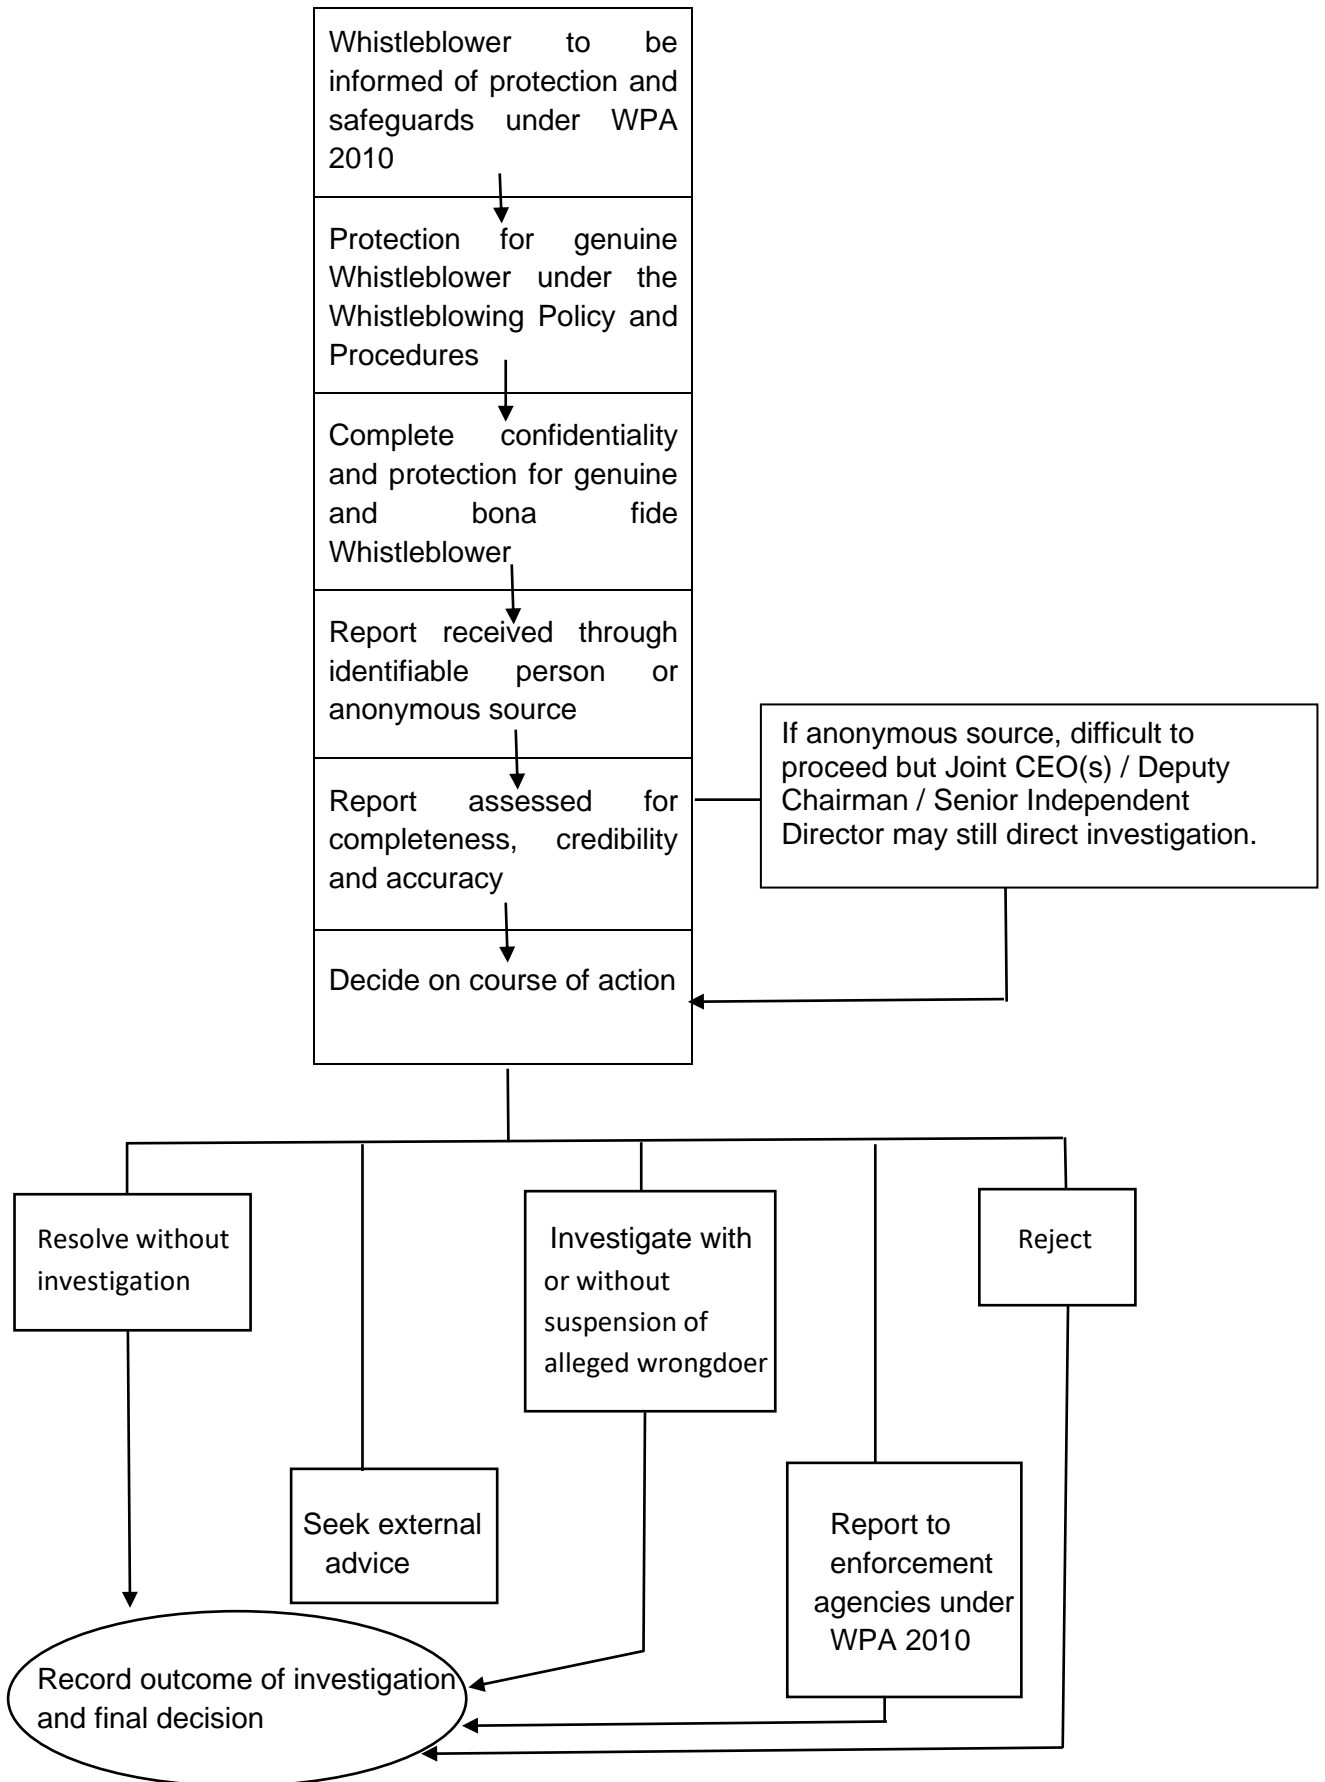 Whistleblower to be
informed of protection and
safeguards under WPA
2010
Protection for genuine
Whistleblower under the
Whistleblowing Policy and
Procedures
Complete confidentiality
and protection for genuine
and bona fide
Whistleblower
Report received through
identifiable person or
anonymous source
If anonymous source, difficult to
proceed but Joint CEO(s) / Deputy
Chairman / Senior Independent
Director may still direct investigation.
Report assessed for
completeness, credibility
and accuracy
Decide on course of action
Resolve without
investigation
Investigate with
or without
suspension of
alleged wrongdoer
Reject
Seek external
advice
Report to
enforcement
agencies under
WPA 2010
Record outcome of investigation
and final decision